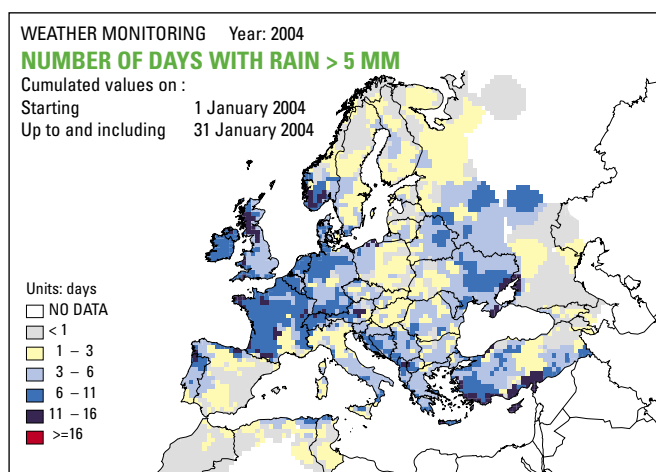 WEATHER MONITORING Year: 2004
NUMBER OF DAYS WITH RAIN > 5 MM
Cumulated values on :
Starting 1 January 2004
Up to and including 31 January 2004
Units: days
NO DATA
< 1
1 – 3
3 – 6
6 – 11
11 – 16
>=16